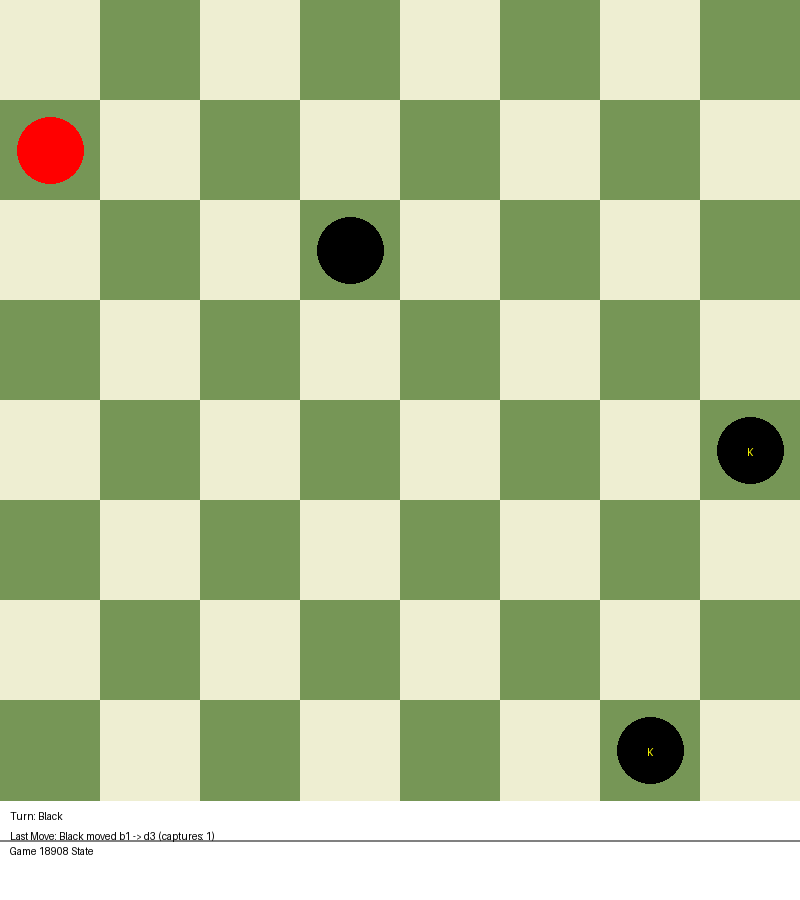 K
K
Turn: Black
Last Move: Black moved b1 -> d3 (captures: 1)
Game 18908 State